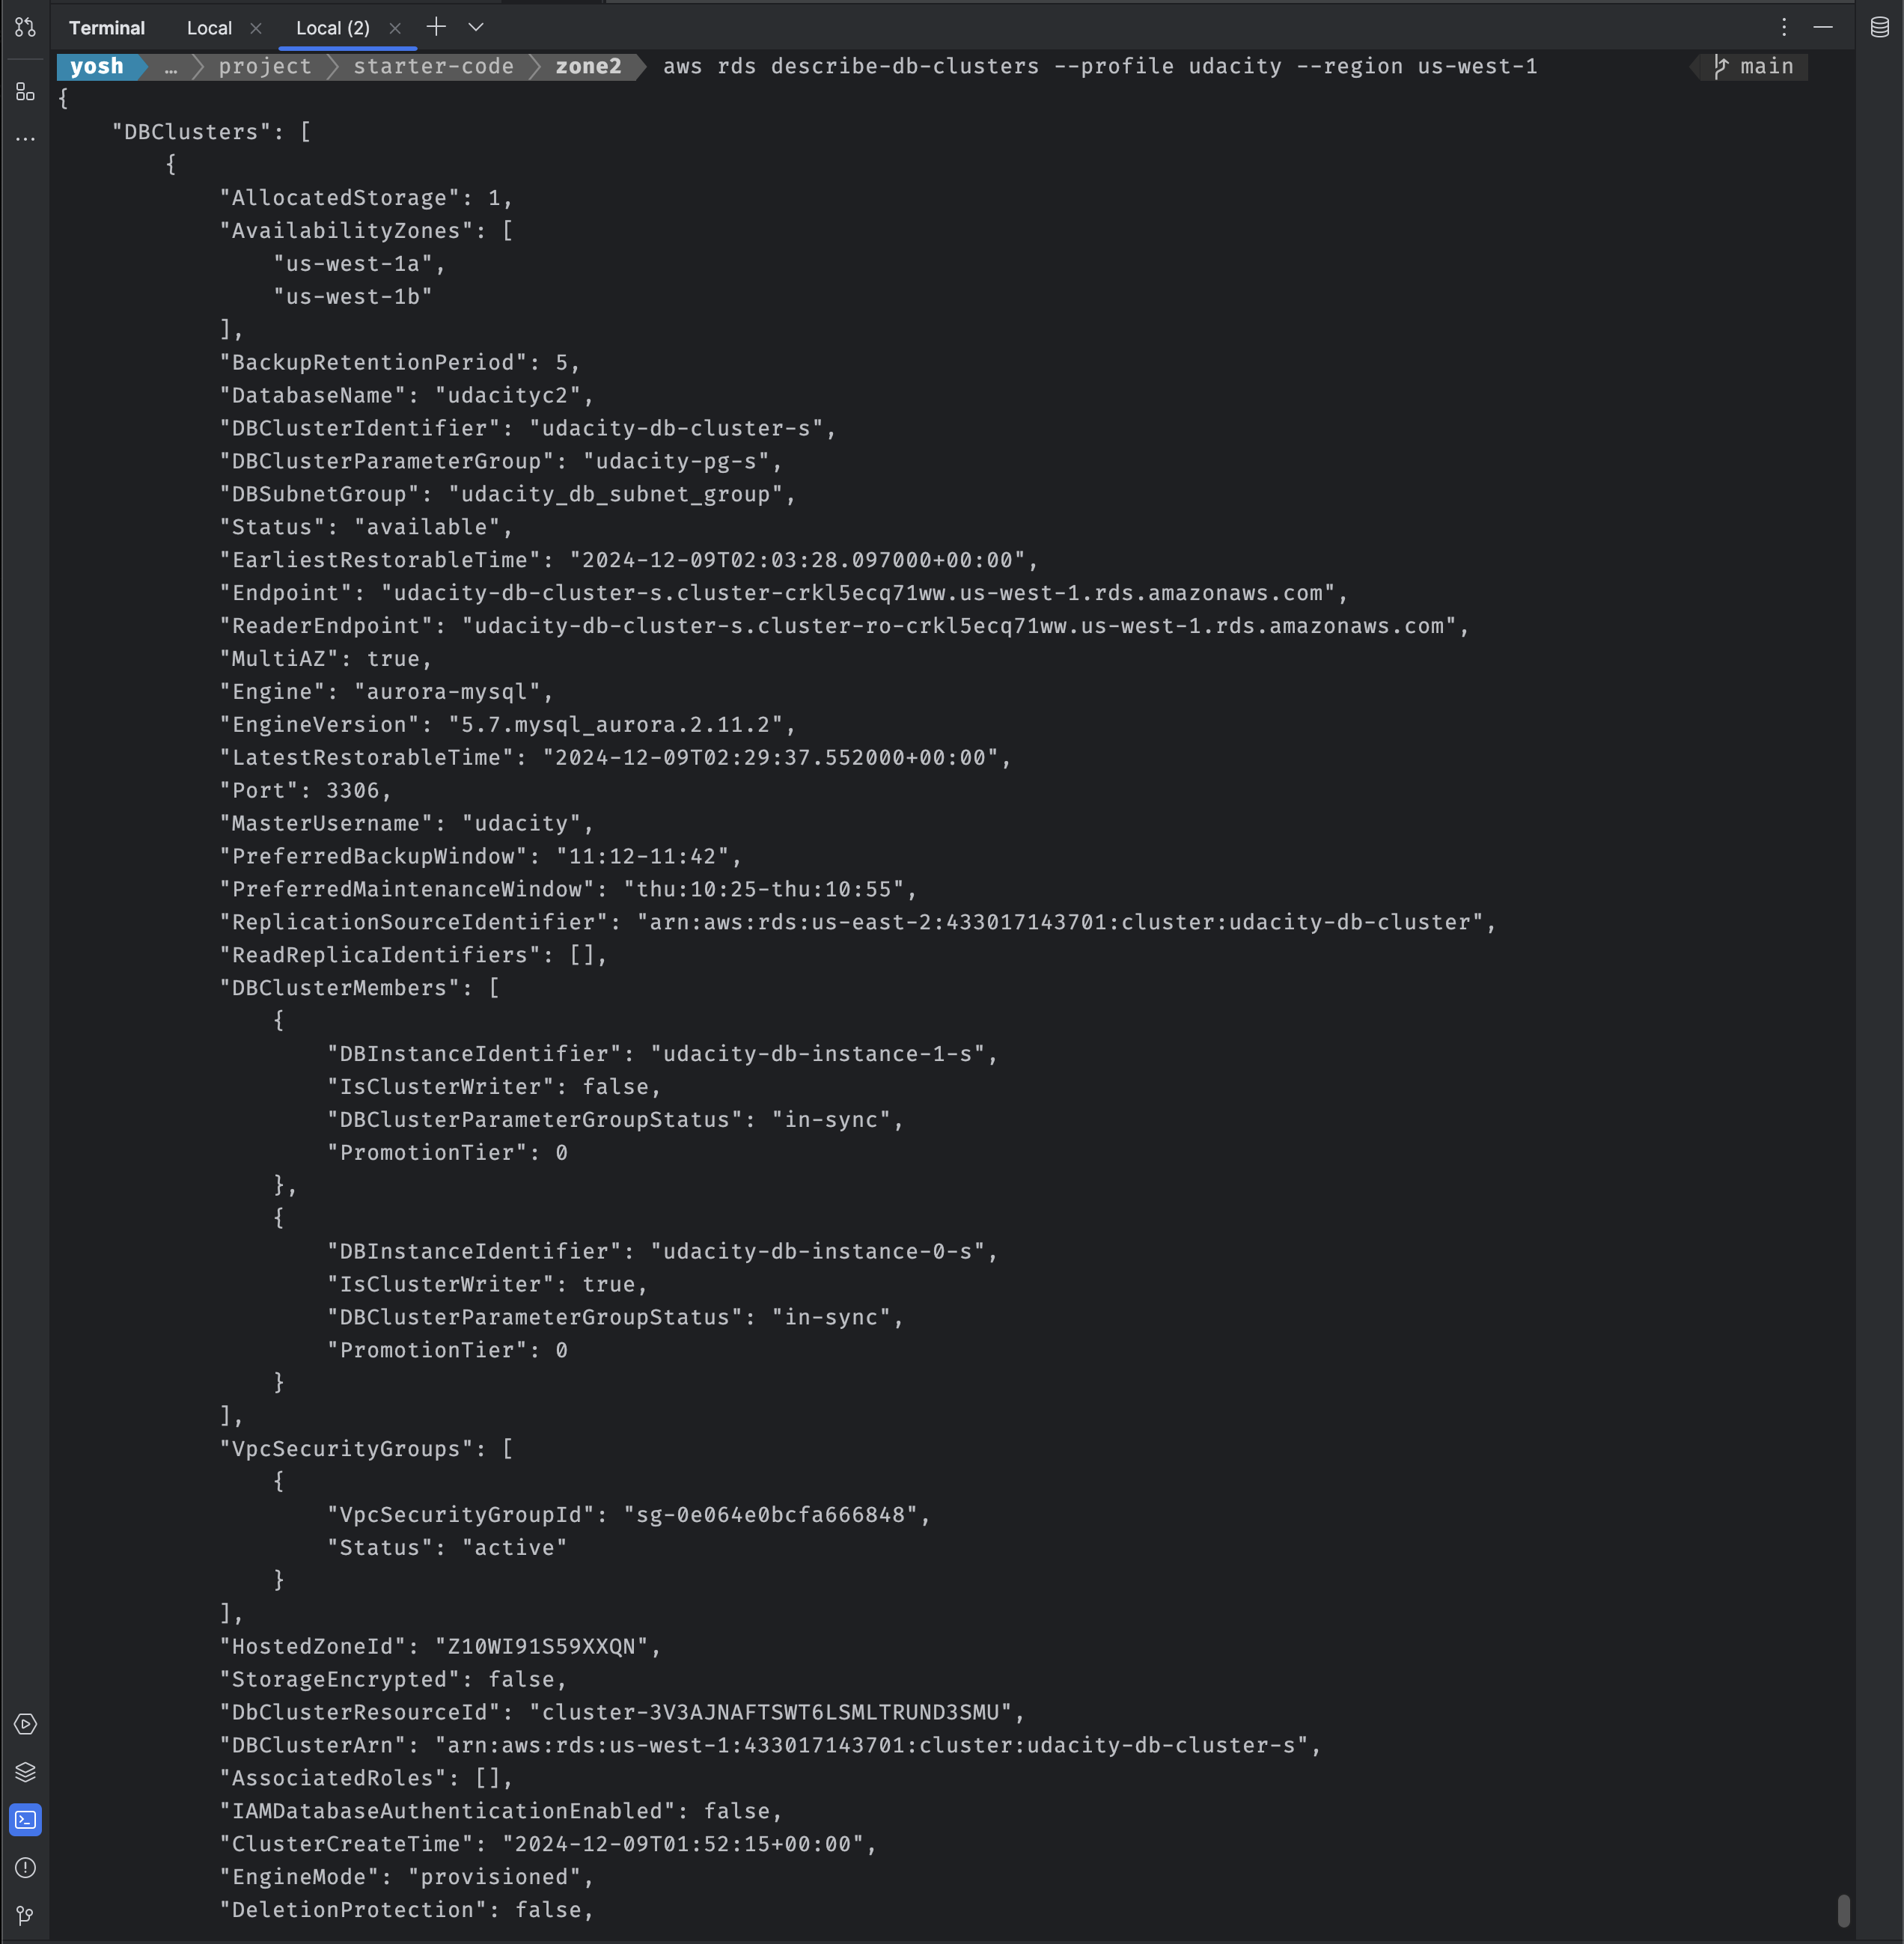 Terminal Local Local (2)
yosh … project starter-code zone2 aws rds describe-db-clusters --profile udacity --region us-west-1 main
{
    "DBClusters": [
        {
            "AllocatedStorage": 1,
            "AvailabilityZones": [
                "us-west-1a",
                "us-west-1b"
            ],
            "BackupRetentionPeriod": 5,
            "DatabaseName": "udacityc2",
            "DBClusterIdentifier": "udacity-db-cluster-s",
            "DBClusterParameterGroup": "udacity-pg-s",
            "DBSubnetGroup": "udacity_db_subnet_group",
            "Status": "available",
            "EarliestRestorableTime": "2024-12-09T02:03:28.097000+00:00",
            "Endpoint": "udacity-db-cluster-s.cluster-crkl5ecq71ww.us-west-1.rds.amazonaws.com",
            "ReaderEndpoint": "udacity-db-cluster-s.cluster-ro-crkl5ecq71ww.us-west-1.rds.amazonaws.com",
            "MultiAZ": true,
            "Engine": "aurora-mysql",
            "EngineVersion": "5.7.mysql_aurora.2.11.2",
            "LatestRestorableTime": "2024-12-09T02:29:37.552000+00:00",
            "Port": 3306,
            "MasterUsername": "udacity",
            "PreferredBackupWindow": "11:12-11:42",
            "PreferredMaintenanceWindow": "thu:10:25-thu:10:55",
            "ReplicationSourceIdentifier": "arn:aws:rds:us-east-2:433017143701:cluster:udacity-db-cluster",
            "ReadReplicaIdentifiers": [],
            "DBClusterMembers": [
                {
                    "DBInstanceIdentifier": "udacity-db-instance-1-s",
                    "IsClusterWriter": false,
                    "DBClusterParameterGroupStatus": "in-sync",
                    "PromotionTier": 0
                },
                {
                    "DBInstanceIdentifier": "udacity-db-instance-0-s",
                    "IsClusterWriter": true,
                    "DBClusterParameterGroupStatus": "in-sync",
                    "PromotionTier": 0
                }
            ],
            "VpcSecurityGroups": [
                {
                    "VpcSecurityGroupId": "sg-0e064e0bcfa666848",
                    "Status": "active"
                }
            ],
            "HostedZoneId": "Z10WI91S59XXQN",
            "StorageEncrypted": false,
            "DbClusterResourceId": "cluster-3V3AJNAFTSWT6LSMLTRUND3SMU",
            "DBClusterArn": "arn:aws:rds:us-west-1:433017143701:cluster:udacity-db-cluster-s",
            "AssociatedRoles": [],
            "IAMDatabaseAuthenticationEnabled": false,
            "ClusterCreateTime": "2024-12-09T01:52:15+00:00",
            "EngineMode": "provisioned",
            "DeletionProtection": false,